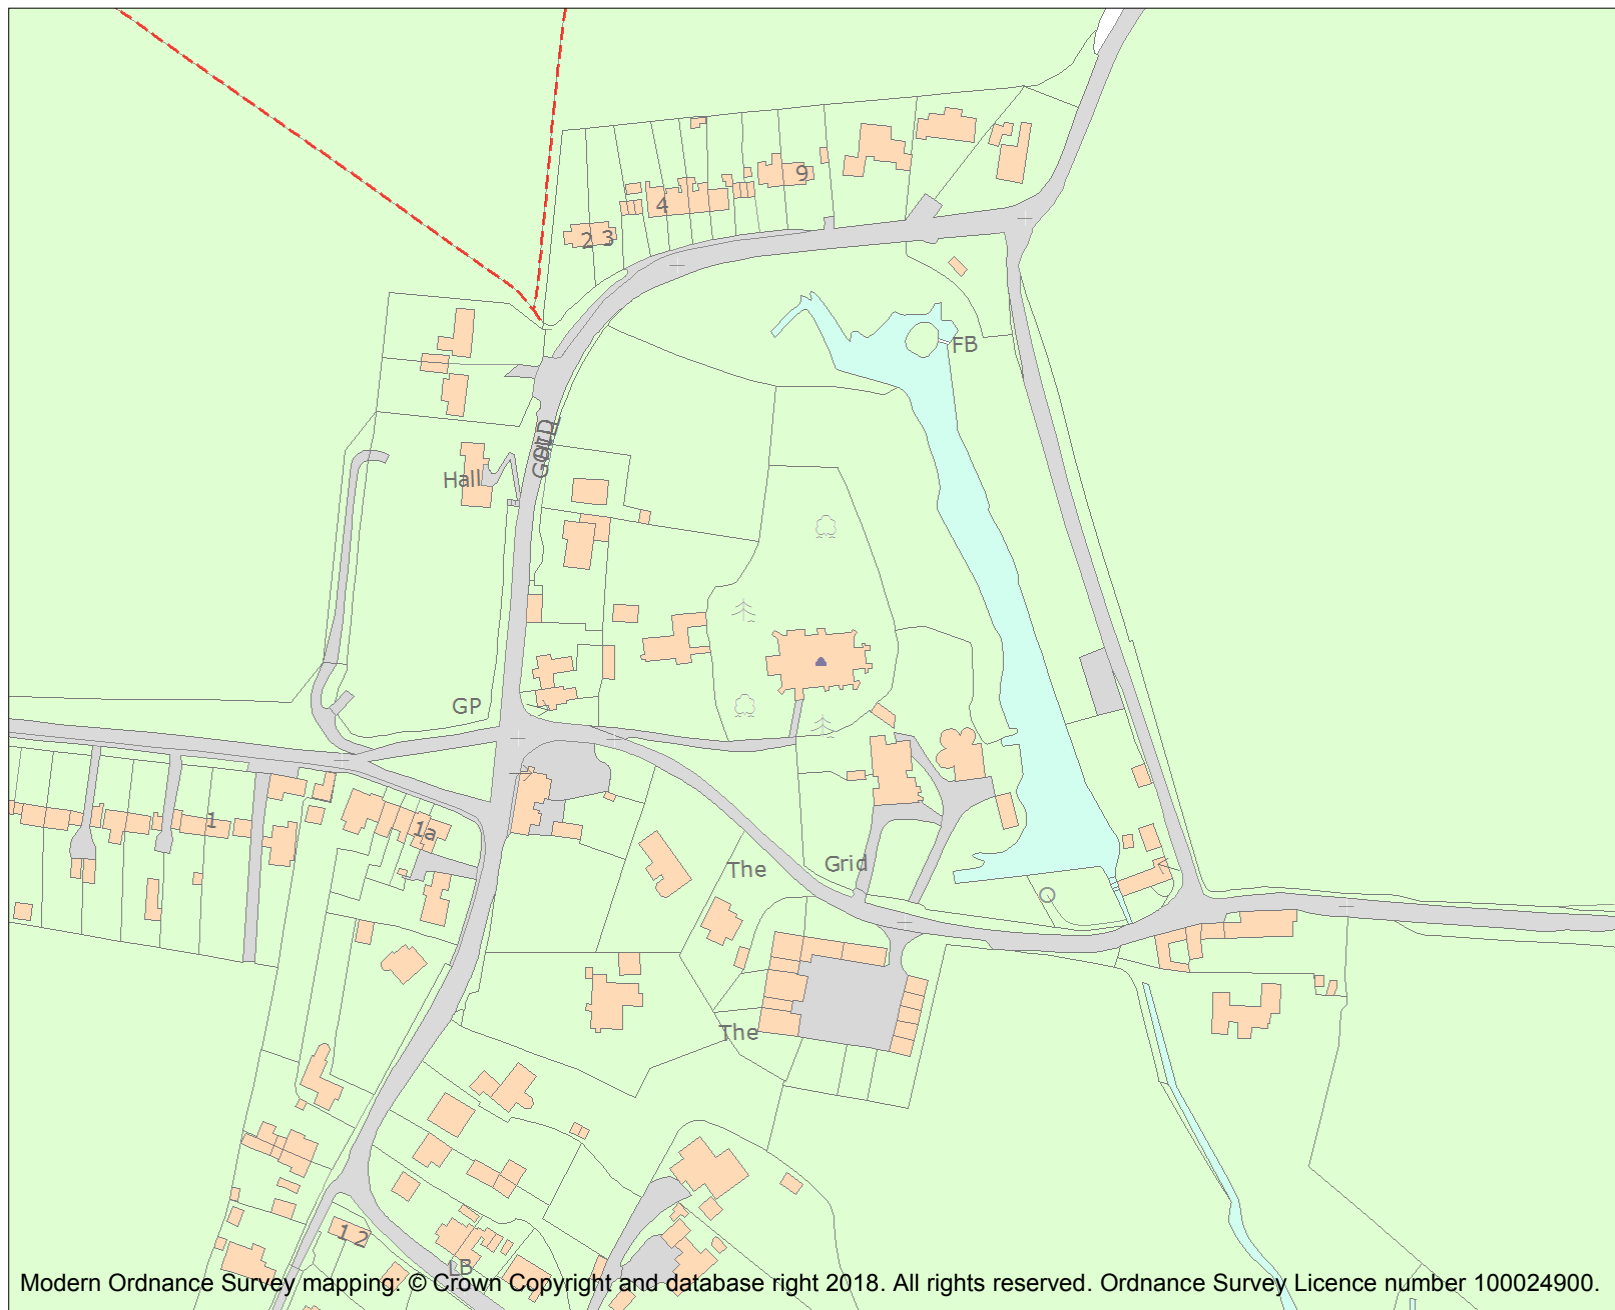 9
4
2 3
FB
Hall
GP
1
1a
The
Grid
The
1 2
LB
Modern Ordnance Survey mapping: © Crown Copyright and database right 2018. All rights reserved. Ordnance Survey Licence number 100024900.